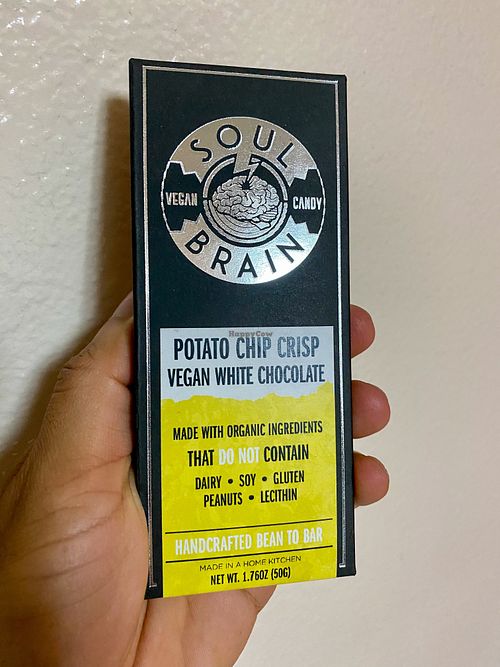 SOUL
VEGAN CANDY
BRAIN
HappyCow
POTATO CHIP CRISP
VEGAN WHITE CHOCOLATE
MADE WITH ORGANIC INGREDIENTS
THAT DO NOT CONTAIN
DAIRY • SOY • GLUTEN
PEANUTS • LECITHIN
HANDCRAFTED BEAN TO BAR
MADE IN A HOME KITCHEN
NET WT. 1.76OZ (50G)